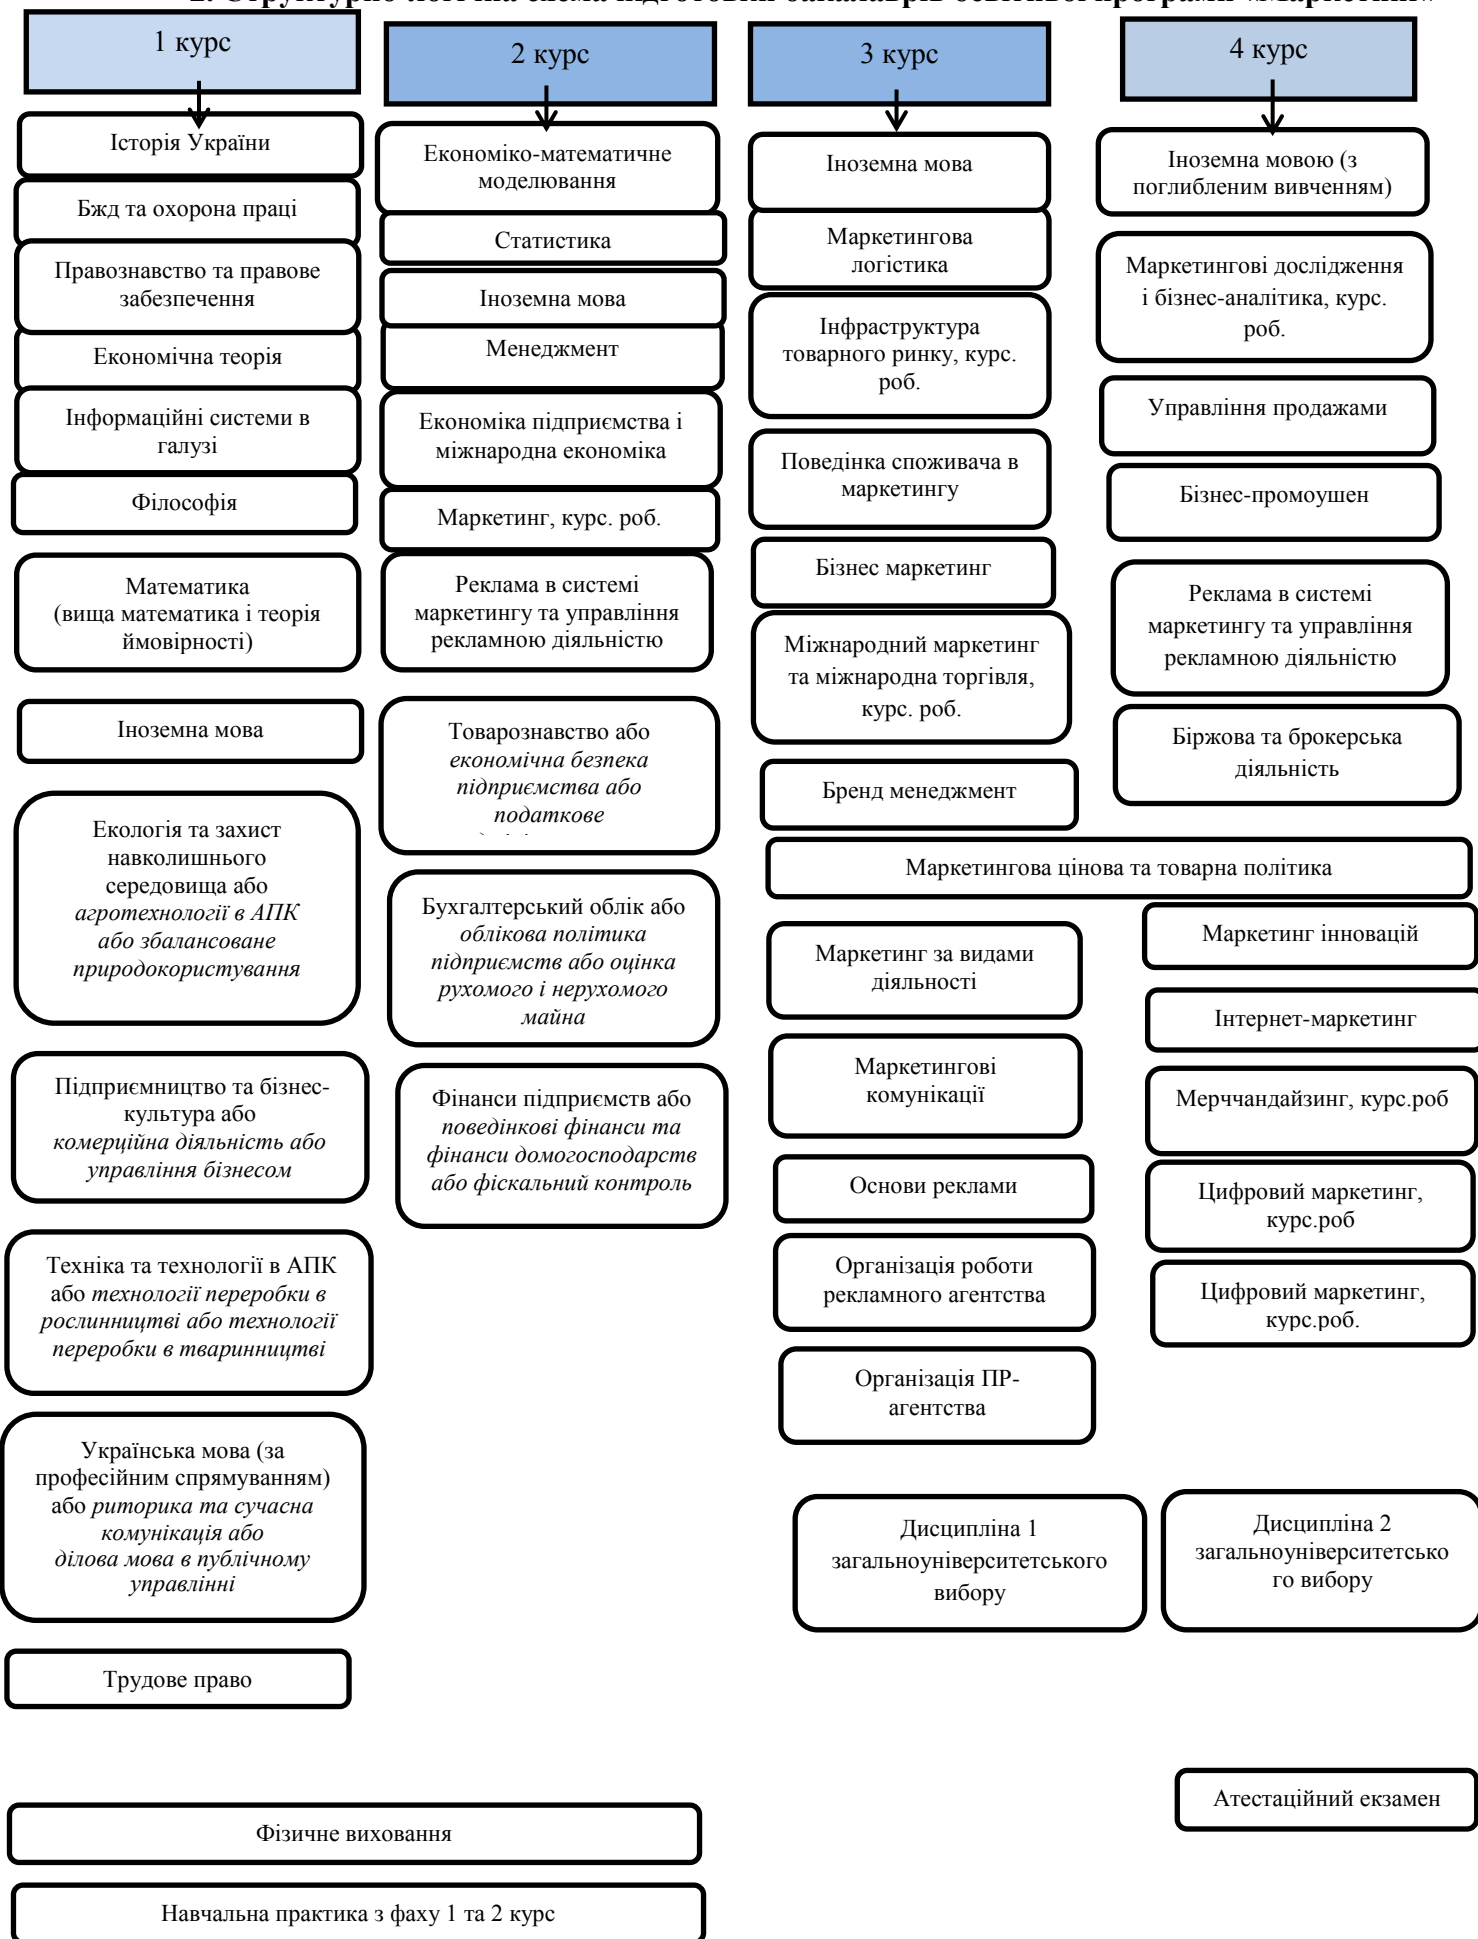 2. Структурно-логічна схема підготовки бакалаврів освітньої програми «Маркетинг»
1 курс
Історія України
Бжд та охорона праці
Правознавство та правове
забезпечення
Економічна теорія
Інформаційні системи в
галузі
Філософія
Математика
(вища математика і теорія
ймовірності)
Іноземна мова
Екологія та захист
навколишнього
середовища або
агротехнології в АПК
або збалансоване
природокористування
Підприємництво та бізнес-
культура або
комерційна діяльність або
управління бізнесом
Техніка та технології в АПК
або технології переробки в
рослинництві або технології
переробки в тваринництві
Українська мова (за
професійним спрямуванням)
або риторика та сучасна
комунікація або
ділова мова в публічному
управлінні
Трудове право
2 курс
Економіко-математичне
моделювання
Статистика
Іноземна мова
Менеджмент
Економіка підприємства і
міжнародна економіка
Маркетинг, курс. роб.
Реклама в системі
маркетингу та управління
рекламною діяльністю
Товарознавство або
економічна безпека
підприємства або
податкове
Бухгалтерський облік або
облікова політика
підприємств або оцінка
рухомого і нерухомого
майна
Фінанси підприємств або
поведінкові фінанси та
фінанси домогосподарств
або фіскальний контроль
3 курс
Іноземна мова
Маркетингова
логістика
Інфраструктура
товарного ринку, курс.
роб.
Поведінка споживача в
маркетингу
Бізнес маркетинг
Міжнародний маркетинг
та міжнародна торгівля,
курс. роб.
Бренд менеджмент
Маркетингова цінова та товарна політика
Маркетинг за видами
діяльності
Маркетингові
комунікації
Основи реклами
Організація роботи
рекламного агентства
Організація ПР-
агентства
Дисципліна 1
загальноуніверситетського
вибору
4 курс
Іноземна мовою (з
поглибленим вивченням)
Маркетингові дослідження
і бізнес-аналітика, курс.
роб.
Управління продажами
Бізнес-промоушен
Реклама в системі
маркетингу та управління
рекламною діяльністю
Біржова та брокерська
діяльність
Маркетинг інновацій
Інтернет-маркетинг
Мерччандайзинг, курс.роб
Цифровий маркетинг,
курс.роб
Цифровий маркетинг,
курс.роб.
Дисципліна 2
загальноуніверситетсько
го вибору
Атестаційний екзамен
Фізичне виховання
Навчальна практика з фаху 1 та 2 курс